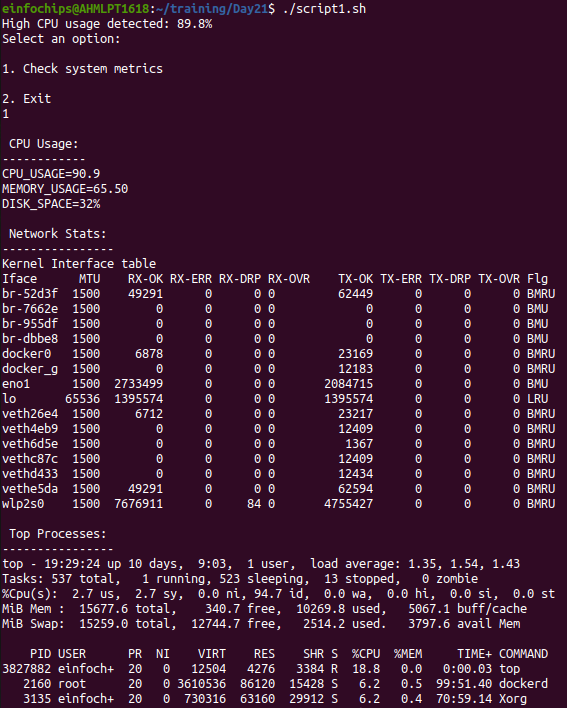 einfochips@AHMLPT1618:~/training/Day21$ ./script1.sh
High CPU usage detected: 89.8%
Select an option:
1. Check system metrics
2. Exit
1
CPU Usage:
------------
CPU_USAGE=90.9
MEMORY_USAGE=65.50
DISK_SPACE=32%
Network Stats:
----------------
Kernel Interface table
Iface      MTU    RX-OK RX-ERR RX-DRP RX-OVR    TX-OK TX-ERR TX-DRP TX-OVR Flg
br-52d3f  1500    49291      0      0 0         62449      0      0      0 BMRU
br-7662e  1500        0      0      0 0             0      0      0      0 BMU
br-955df  1500        0      0      0 0             0      0      0      0 BMU
br-dbbe8  1500        0      0      0 0             0      0      0      0 BMU
docker0   1500     6878      0      0 0         23169      0      0      0 BMRU
docker_g  1500        0      0      0 0         12183      0      0      0 BMRU
eno1      1500  2733499      0      0 0       2084715      0      0      0 BMU
lo       65536  1395574      0      0 0       1395574      0      0      0 LRU
veth26e4  1500     6712      0      0 0         23217      0      0      0 BMRU
veth4eb9  1500        0      0      0 0         12409      0      0      0 BMRU
veth6d5e  1500        0      0      0 0          1367      0      0      0 BMRU
vethc87c  1500        0      0      0 0         12409      0      0      0 BMRU
vethd433  1500        0      0      0 0         12434      0      0      0 BMRU
vethe5da  1500    49291      0      0 0         62594      0      0      0 BMRU
wlp2s0    1500  7676911      0     84 0       4755427      0      0      0 BMRU
Top Processes:
----------------
top - 19:29:24 up 10 days,  9:03,  1 user,  load average: 1.35, 1.54, 1.43
Tasks: 537 total,   1 running, 523 sleeping,  13 stopped,   0 zombie
%Cpu(s):  2.7 us,  2.7 sy,  0.0 ni, 94.7 id,  0.0 wa,  0.0 hi,  0.0 si,  0.0 st
MiB Mem :  15677.6 total,    340.7 free,  10269.8 used,   5067.1 buff/cache
MiB Swap:  15259.0 total,  12744.7 free,   2514.2 used.   3797.6 avail Mem
PID USER      PR  NI    VIRT    RES    SHR S  %CPU  %MEM     TIME+ COMMAND
3827882 einfoch+  20   0   12504   4276   3384 R  18.8   0.0   0:00.03 top
2160 root      20   0 3610536  86120  15428 S   6.2   0.5  99:51.40 dockerd
3135 einfoch+  20   0  730316  63160  29912 S   6.2   0.4  70:59.14 Xorg